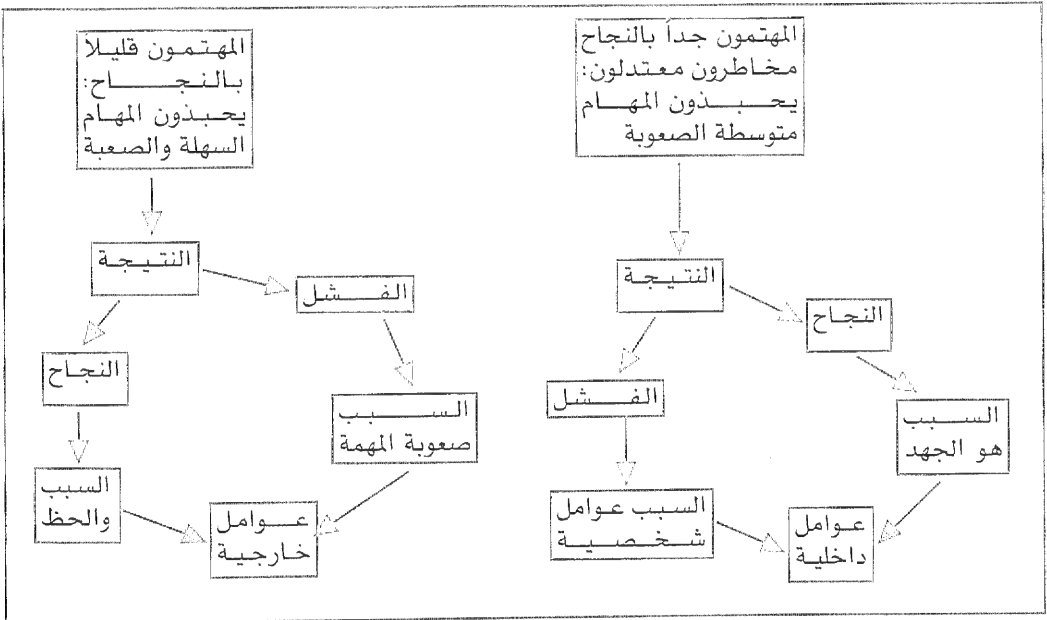 المهتمون جداً بالنجاح
مخاطرون معتدلون:
يحبذون المهام
متوسطة الصعوبة
النتيجة
النجاح
الفشل
السبب
هو الجهد
السبب عوامل
شخصية
عوامل
داخلية
المهتمون قليلاً
بالنجاح:
يحبذون المهام
السهلة والصعبة
النتيجة
الفشل
النجاح
السبب
صعوبة المهمة
السبب
والحظ
عوامل
خارجية